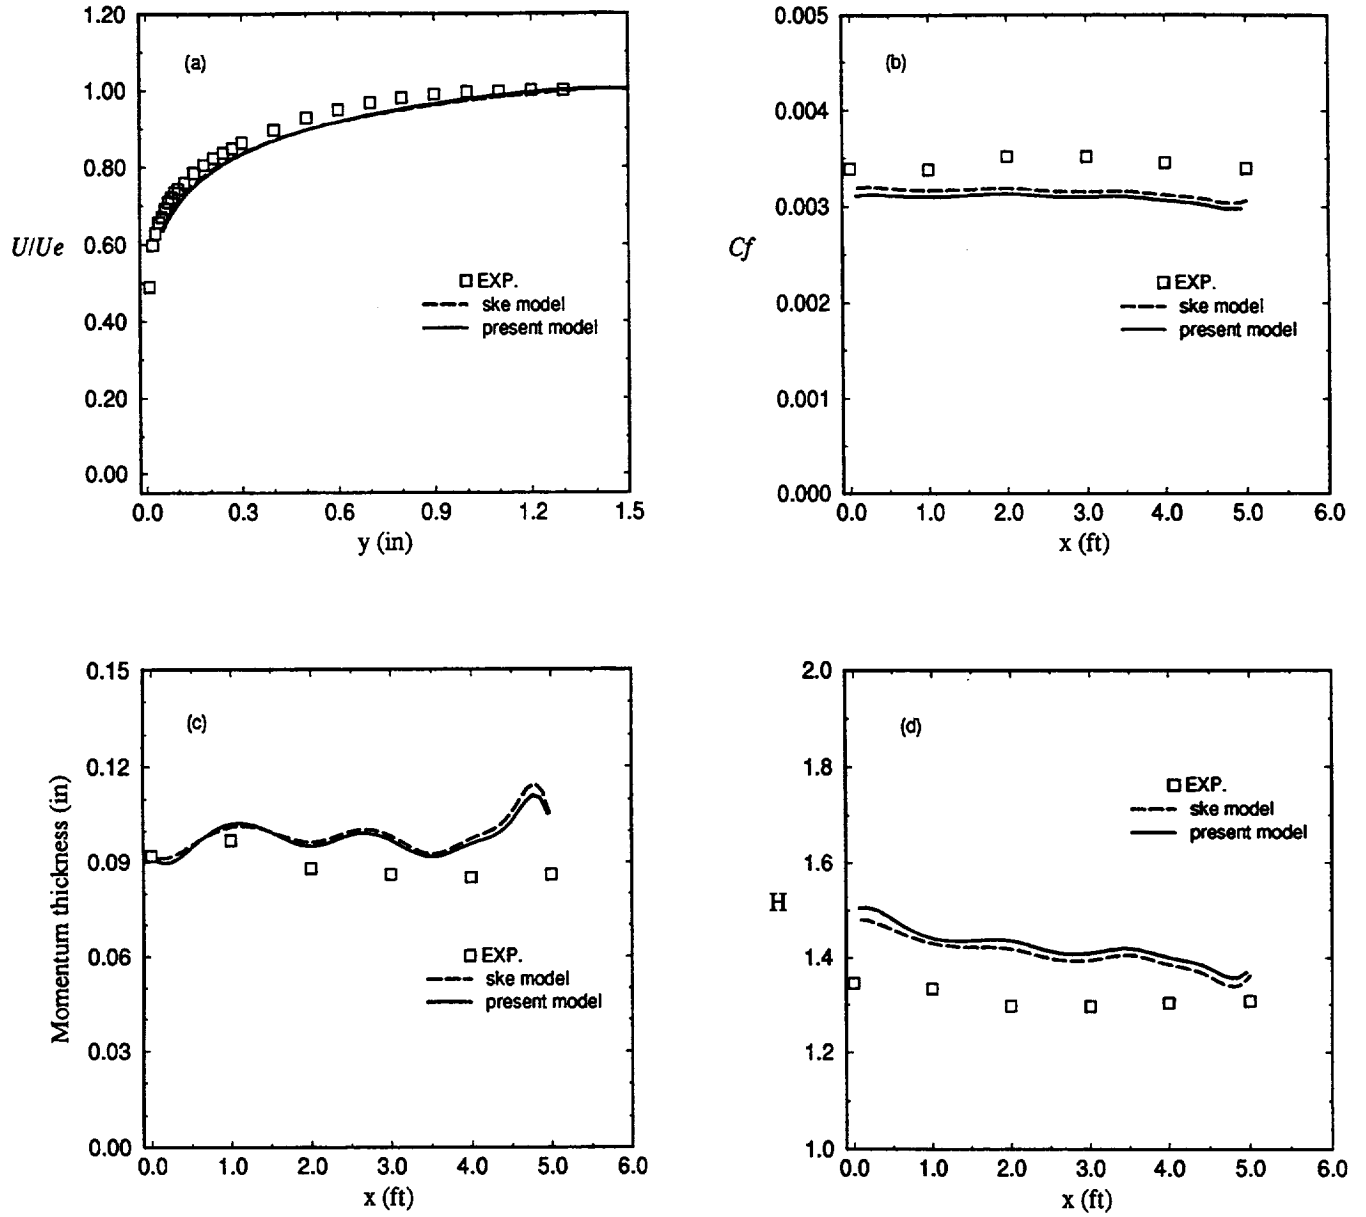 1.20
(a)
1.00
0.80
U/Ue
0.60
0.40
0.20
0.00
EXP.
ske model
present model
0.0 0.3 0.6 0.9 1.2 1.5
y (in)
0.005
(b)
0.004
0.003
Cf
0.002
0.001
0.000
EXP.
ske model
present model
0.0 1.0 2.0 3.0 4.0 5.0 6.0
x (ft)
0.15
(c)
0.12
0.09
0.06
0.03
0.00
Momentum thickness (in)
EXP.
ske model
present model
0.0 1.0 2.0 3.0 4.0 5.0 6.0
x (ft)
2.0
(d)
1.8
1.6
H
1.4
1.2
1.0
EXP.
ske model
present model
0.0 1.0 2.0 3.0 4.0 5.0 6.0
x (ft)